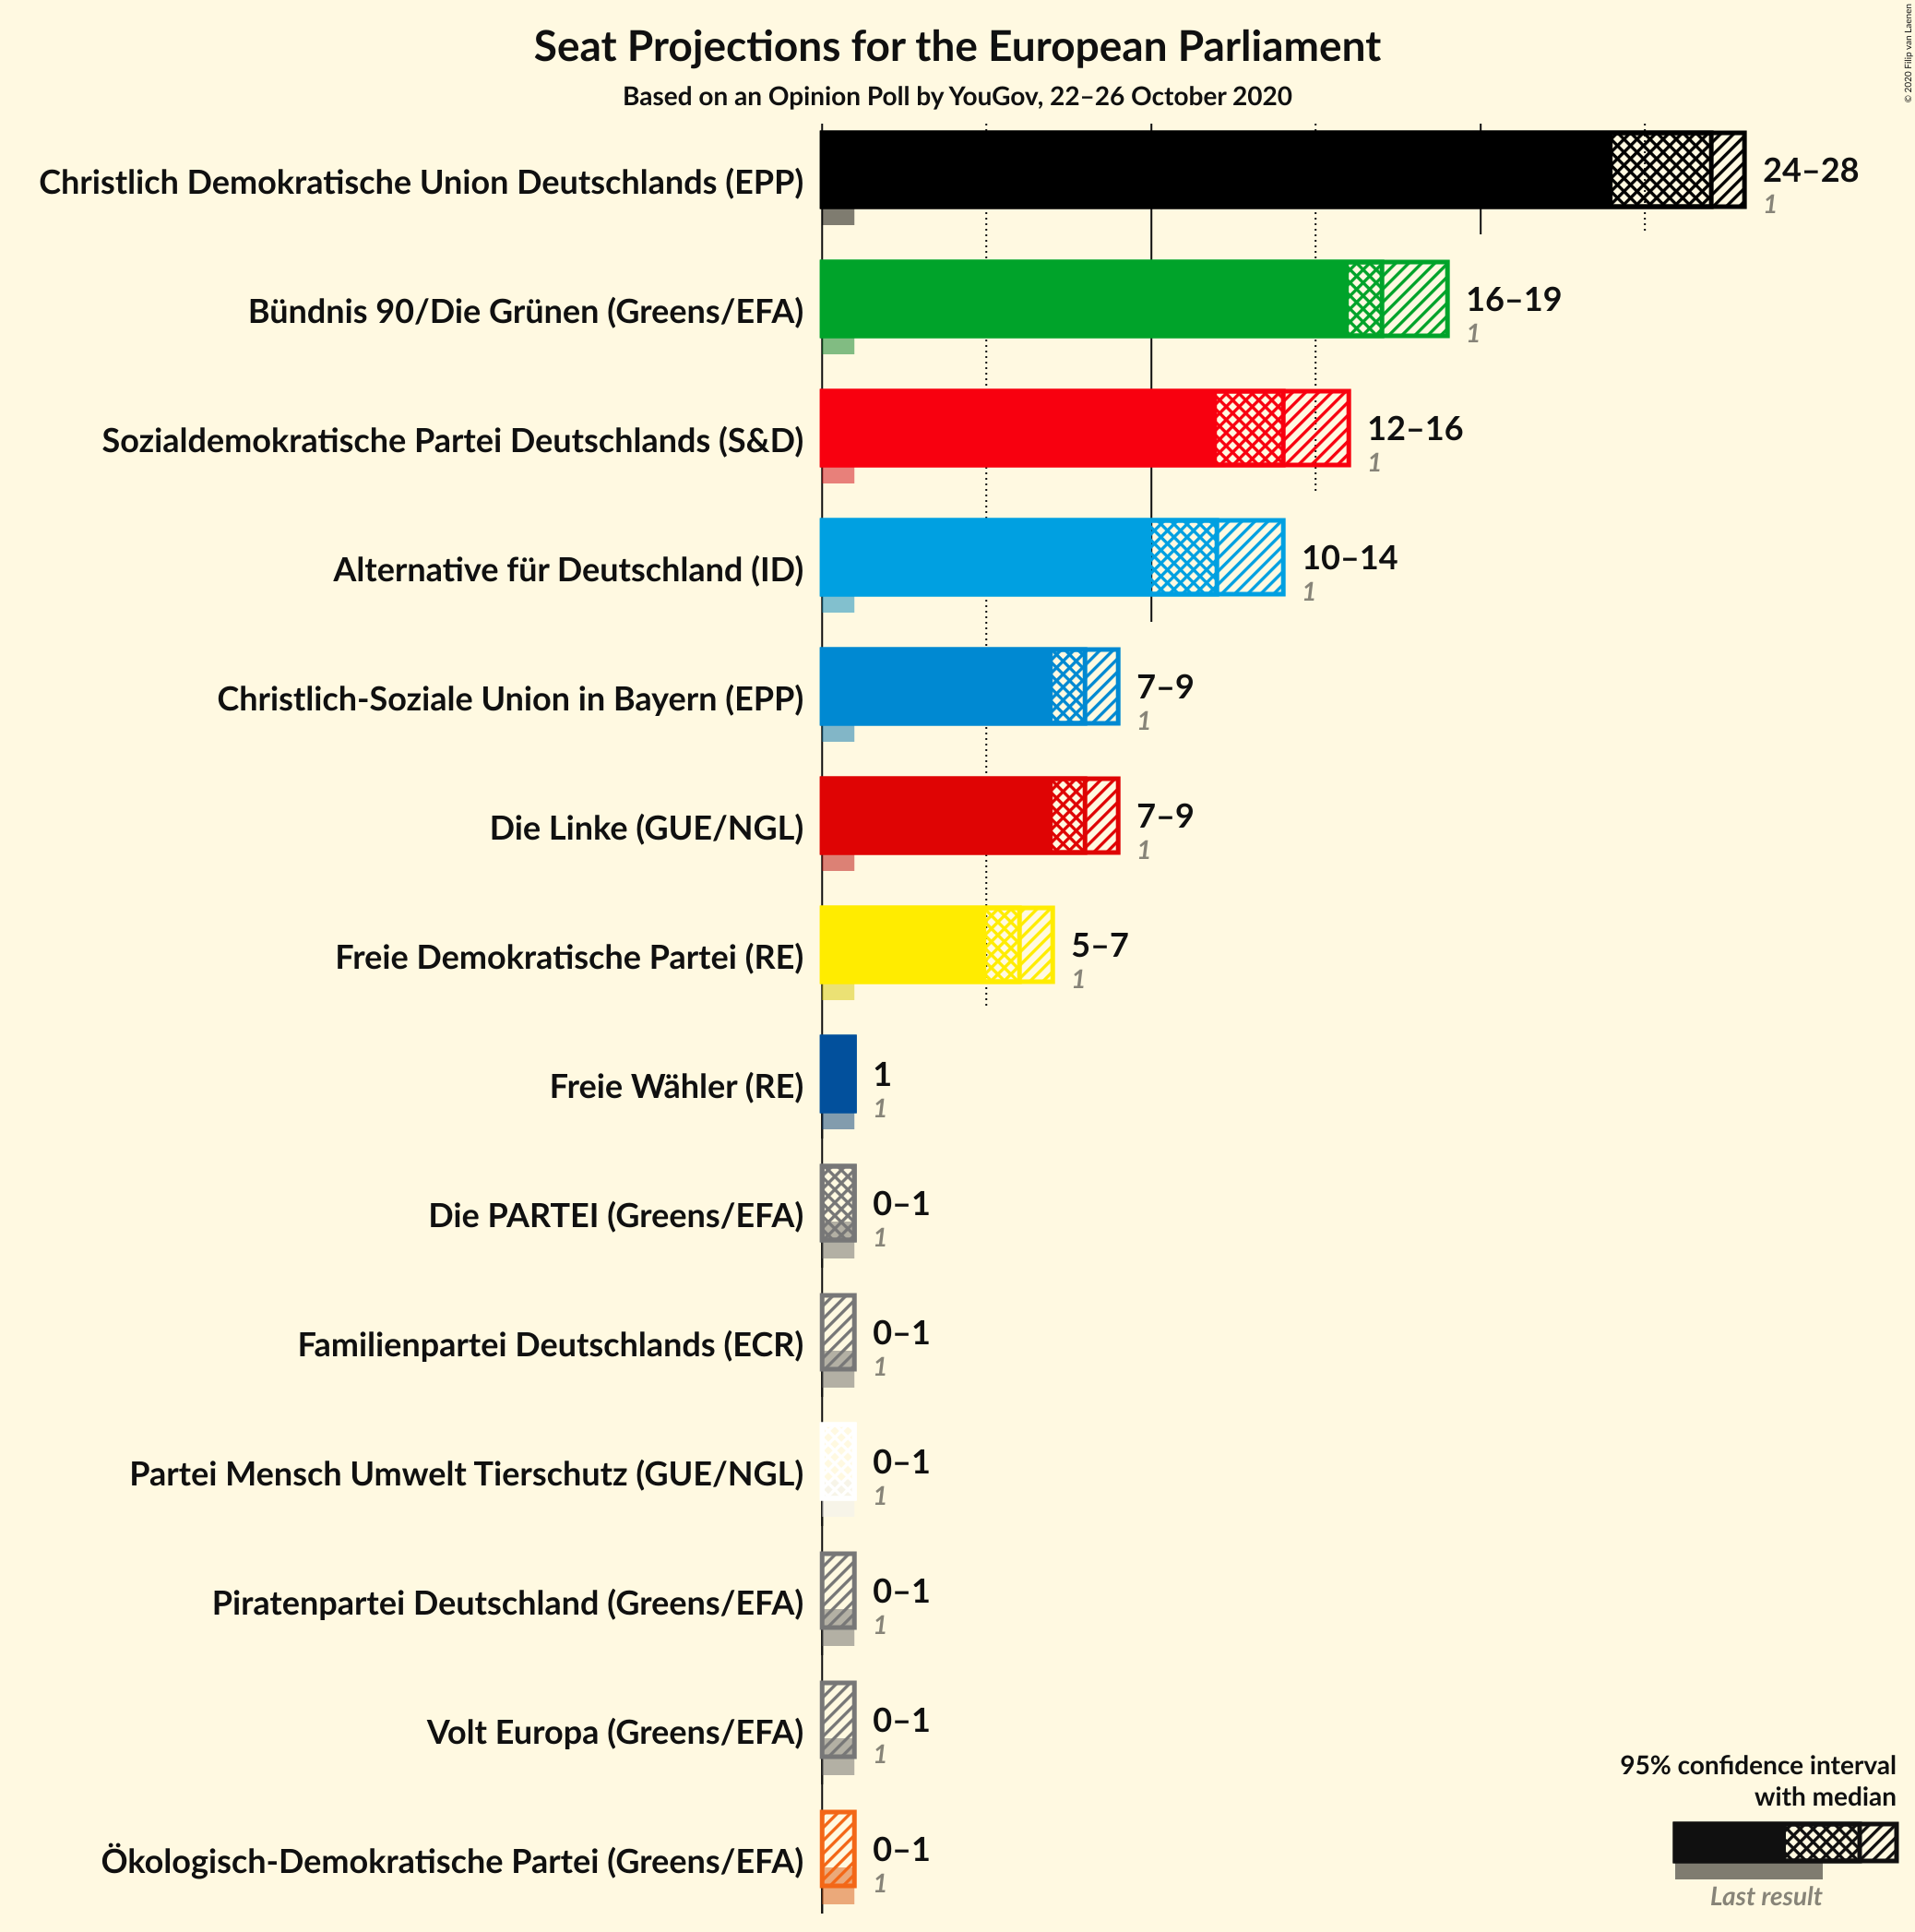 Seat Projections for the European Parliament
Based on an Opinion Poll by YouGov, 22–26 October 2020
© 2020 Filip van Laenen
Christlich Demokratische Union Deutschlands (EPP)
24–28
1
Bündnis 90/Die Grünen (Greens/EFA)
16–19
1
Sozialdemokratische Partei Deutschlands (S&D)
12–16
1
Alternative für Deutschland (ID)
10–14
1
Christlich-Soziale Union in Bayern (EPP)
7–9
1
Die Linke (GUE/NGL)
7–9
1
Freie Demokratische Partei (RE)
5–7
1
Freie Wähler (RE)
1
1
Die PARTEI (Greens/EFA)
0–1
1
Familienpartei Deutschlands (ECR)
0–1
1
Partei Mensch Umwelt Tierschutz (GUE/NGL)
0–1
1
Piratenpartei Deutschland (Greens/EFA)
0–1
1
Volt Europa (Greens/EFA)
0–1
1
Ökologisch-Demokratische Partei (Greens/EFA)
0–1
1
95% confidence interval
with median
Last result